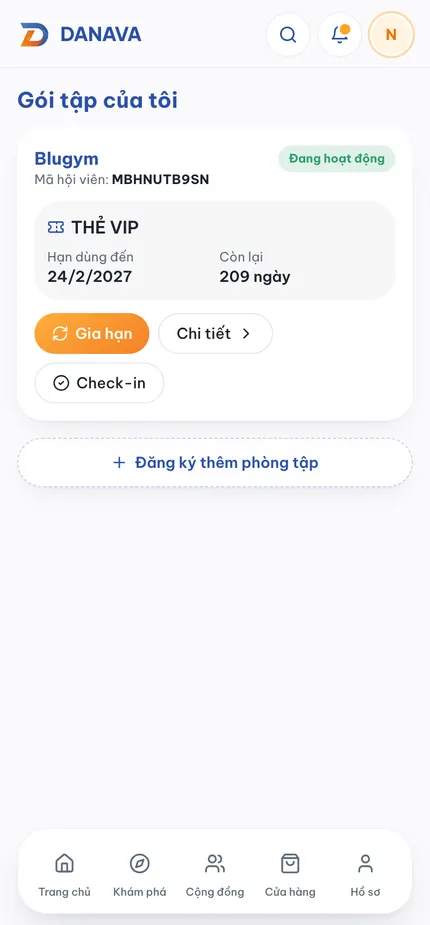 DANAVA
N
Gói tập của tôi
Blugym
Đang hoạt động
Mã hội viên: MBHNUTB9SN
THẺ VIP
Hạn dùng đến
Còn lại
24/2/2027
209 ngày
Gia hạn
Chi tiết
Check-in
Đăng ký thêm phòng tập
Trang chủ
Khám phá
Cộng đồng
Cửa hàng
Hồ sơ